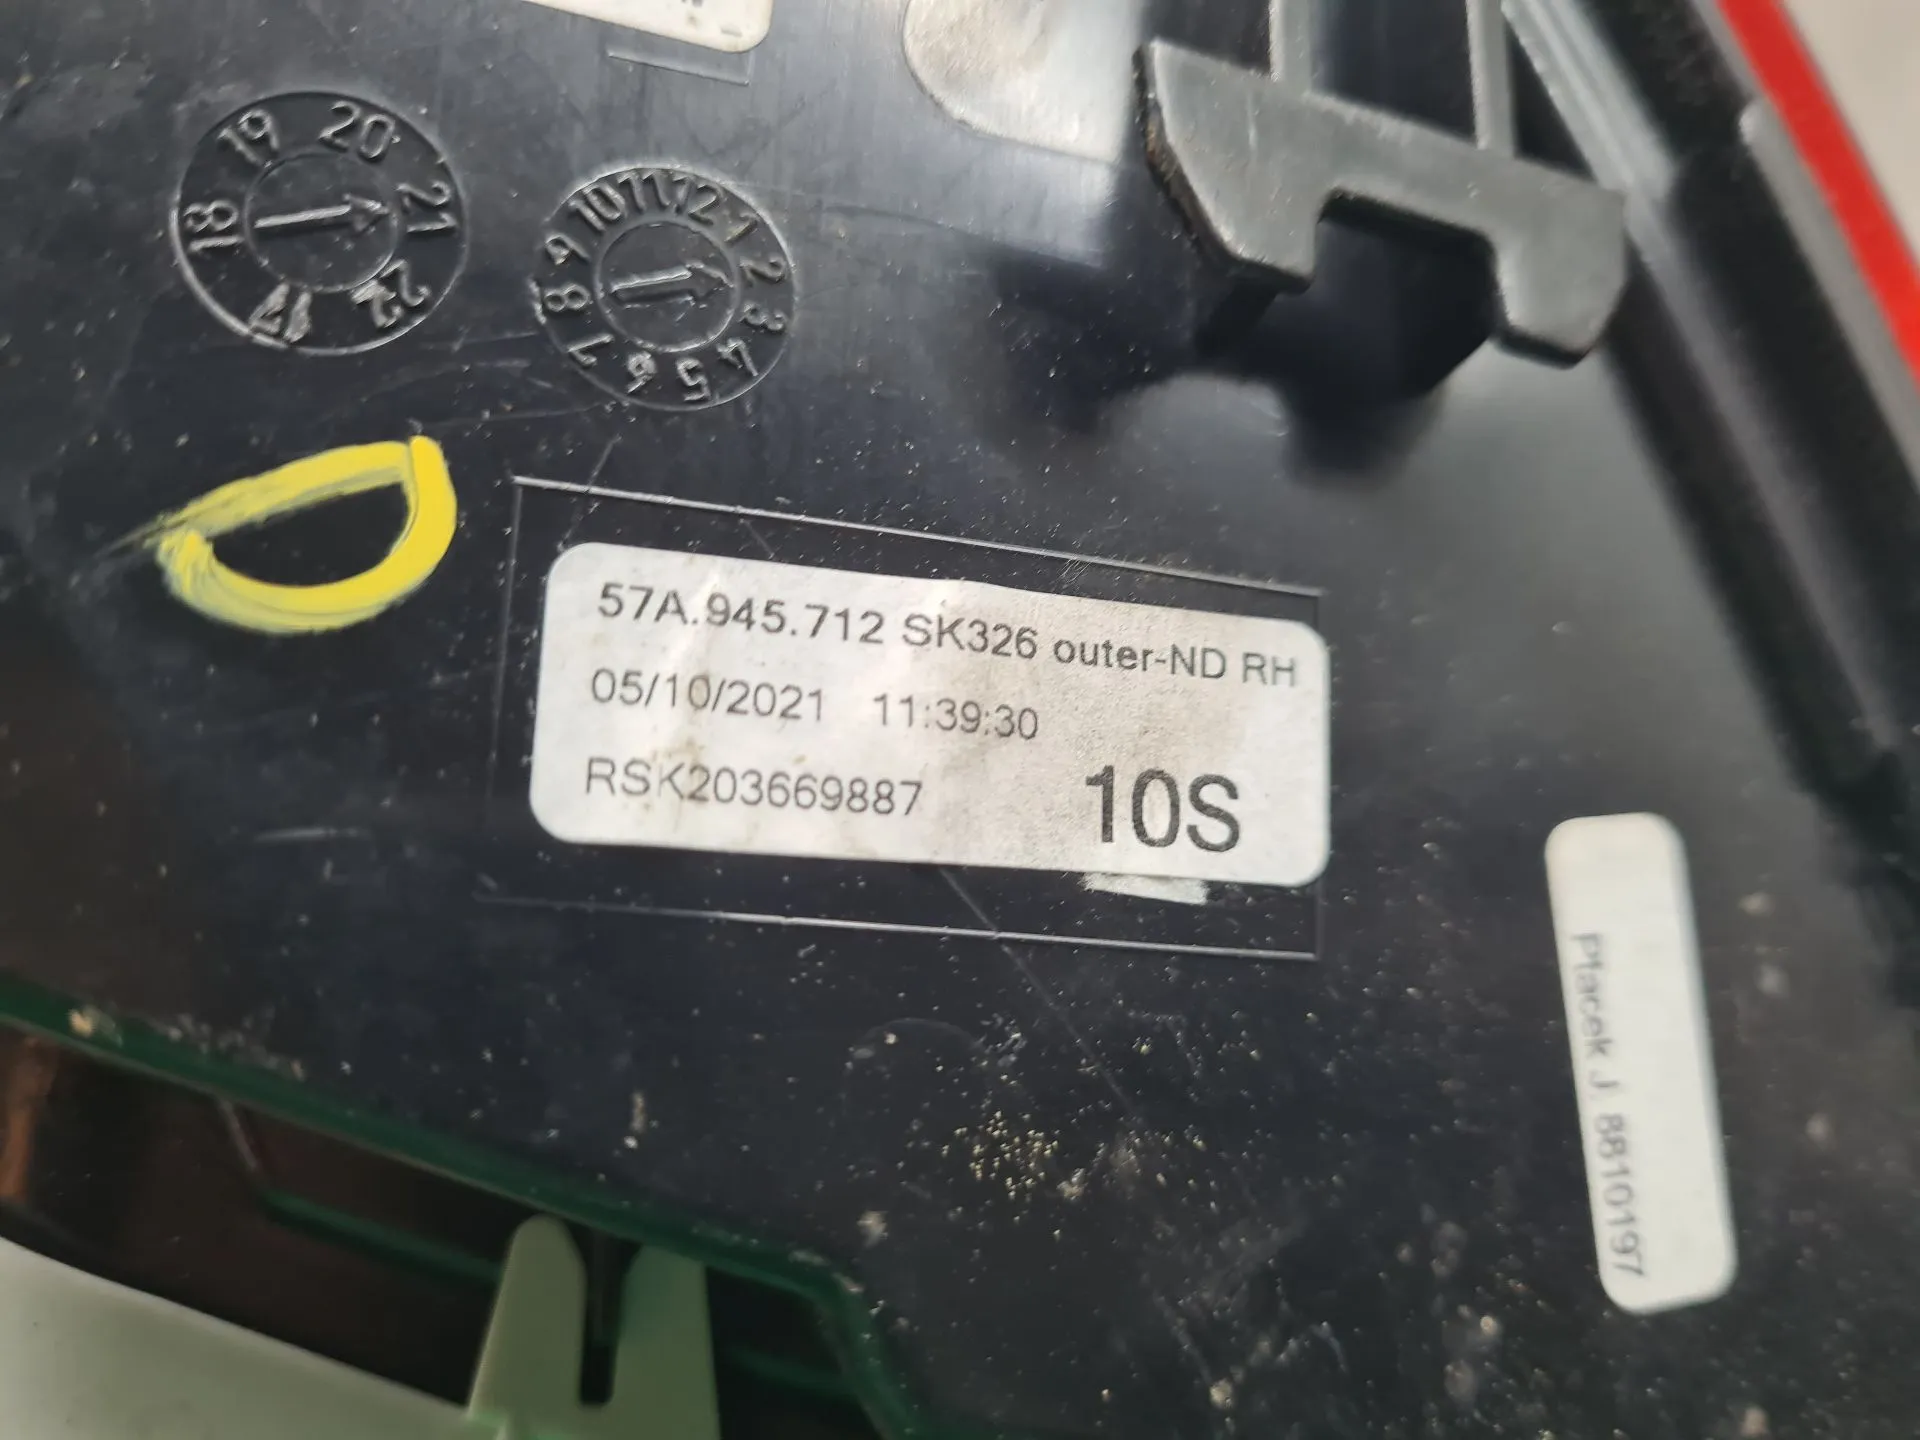 17 18 19 20 21 22
1 2 3 4 5 6 7 8 9 10 11 12
57A.945.712 SK326 outer-ND RH
05/10/2021 11:39:30
RSK203669887
10S
Placek J. 88101197